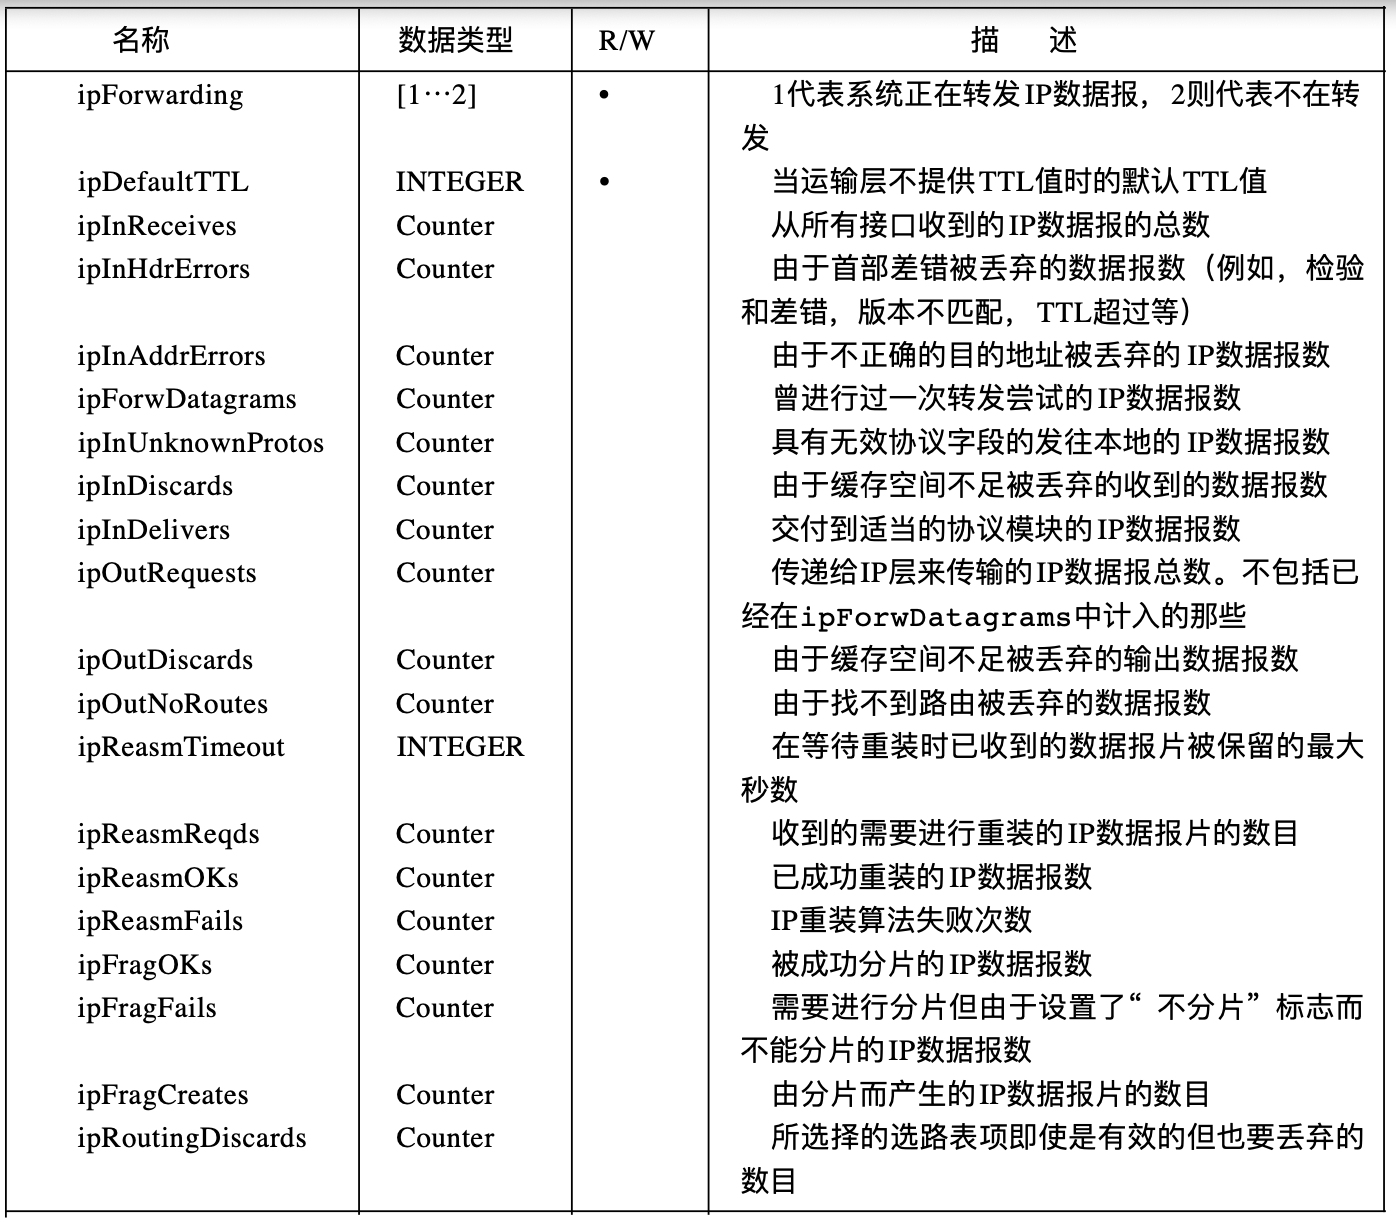 名称 数据类型 R/W 描 述
ipForwarding [1…2] • 1代表系统正在转发IP数据报，2则代表不在转
发
ipDefaultTTL INTEGER • 当运输层不提供TTL值时的默认TTL值
ipInReceives Counter 从所有接口收到的IP数据报的总数
ipInHdrErrors Counter 由于首部差错被丢弃的数据报数（例如，检验
和差错，版本不匹配，TTL超过等）
ipInAddrErrors Counter 由于不正确的目的地址被丢弃的IP数据报数
ipForwDatagrams Counter 曾进行过一次转发尝试的IP数据报数
ipInUnknownProtos Counter 具有无效协议字段的发往本地的IP数据报数
ipInDiscards Counter 由于缓存空间不足被丢弃的收到的数据报数
ipInDelivers Counter 交付到适当的协议模块的IP数据报数
ipOutRequests Counter 传递给IP层来传输的IP数据报总数。不包括已
经在ipForwDatagrams中计入的那些
ipOutDiscards Counter 由于缓存空间不足被丢弃的输出数据报数
ipOutNoRoutes Counter 由于找不到路由被丢弃的数据报数
ipReasmTimeout INTEGER 在等待重装时已收到的数据报片被保留的最大
秒数
ipReasmReqds Counter 收到的需要进行重装的IP数据报片的数目
ipReasmOKs Counter 已成功重装的IP数据报数
ipReasmFails Counter IP重装算法失败次数
ipFragOKs Counter 被成功分片的IP数据报数
ipFragFails Counter 需要进行分片但由于设置了“不分片”标志而
不能分片的IP数据报数
ipFragCreates Counter 由分片而产生的IP数据报片的数目
ipRoutingDiscards Counter 所选择的选路表项即使是有效的但也要丢弃的
数目